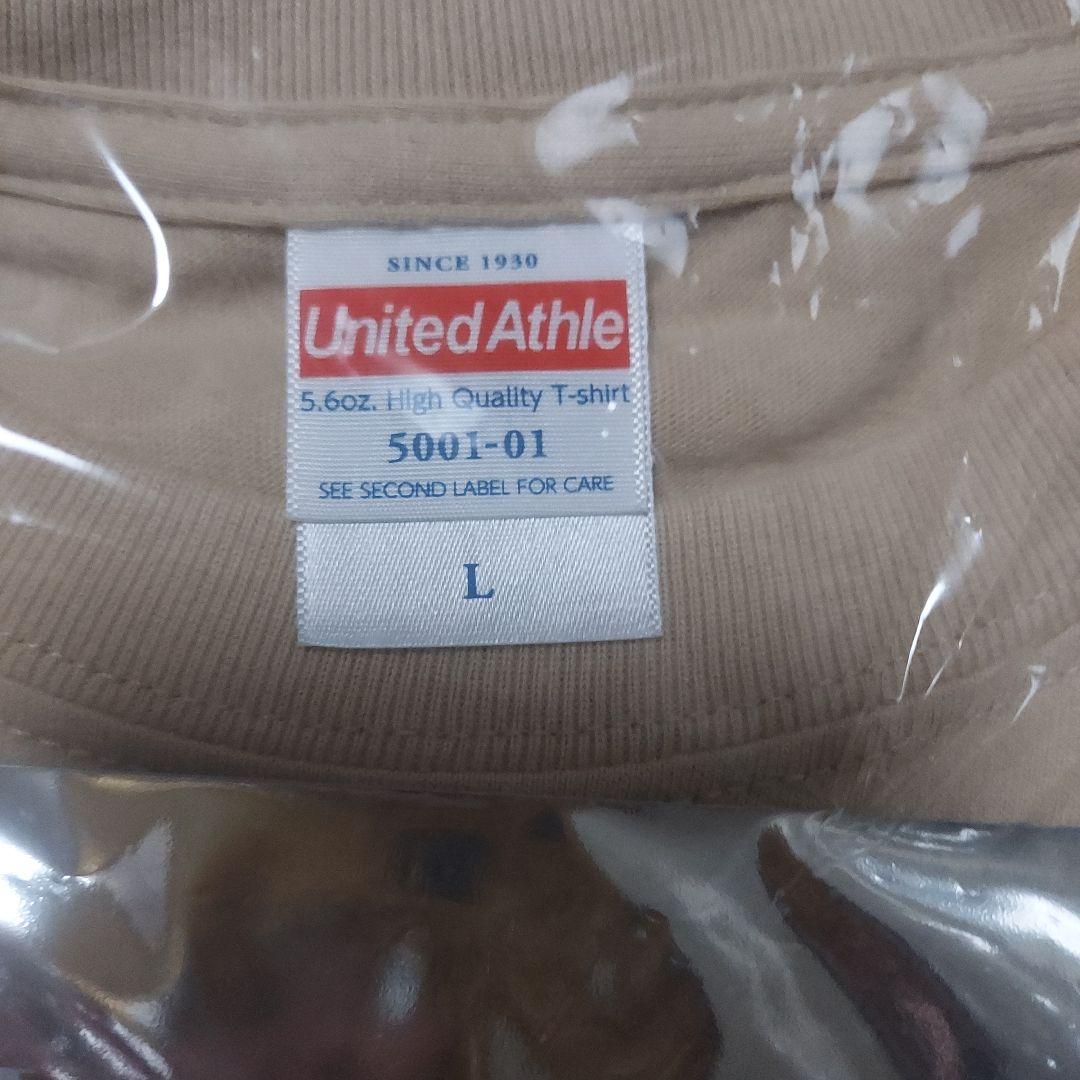 SINCE 1930
United Athle
5.6oz. High Quality T-shirt
5001-01
SEE SECOND LABEL FOR CARE
L